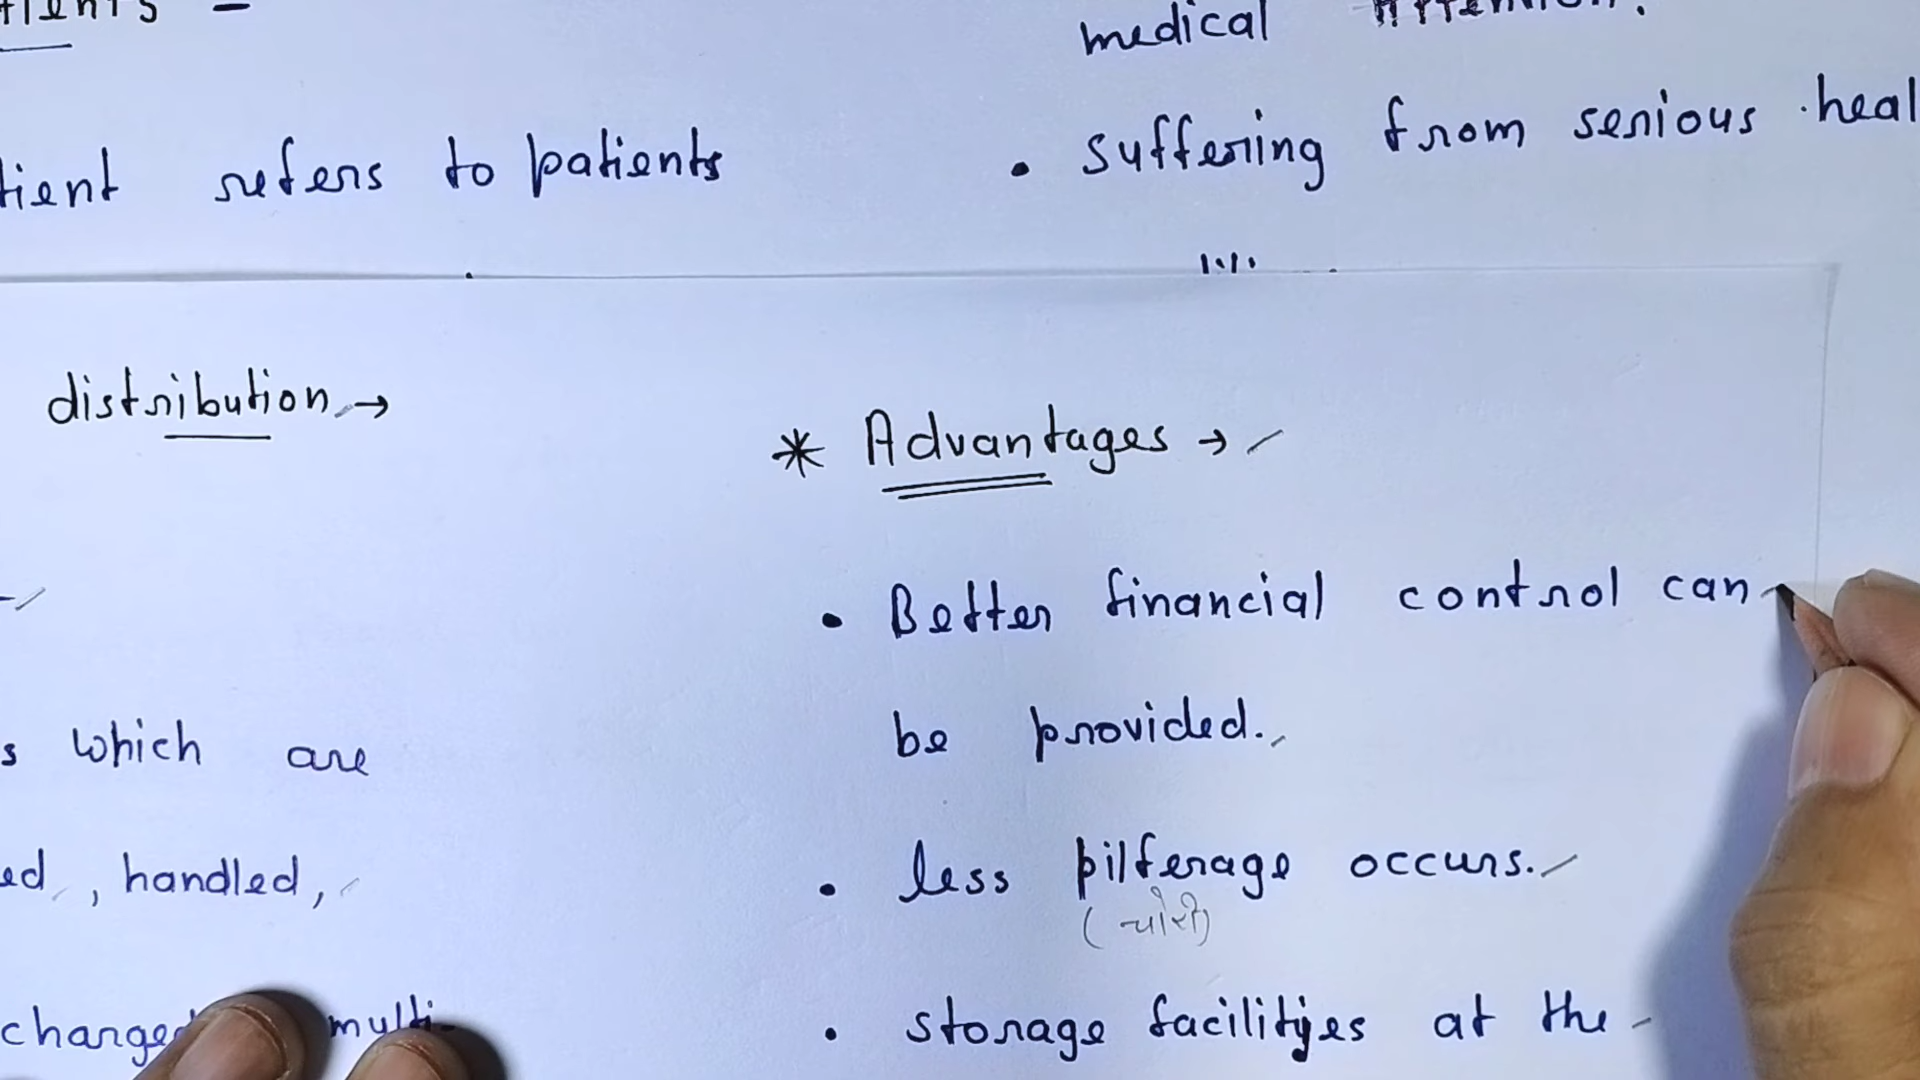 medical
tient refers to patients
• suffering from serious heal
distribution →
* Advantages →
• Better financial control can
be provided.
s which are
• less pilferage occurs.
ed, handled,
• storage facilities at the